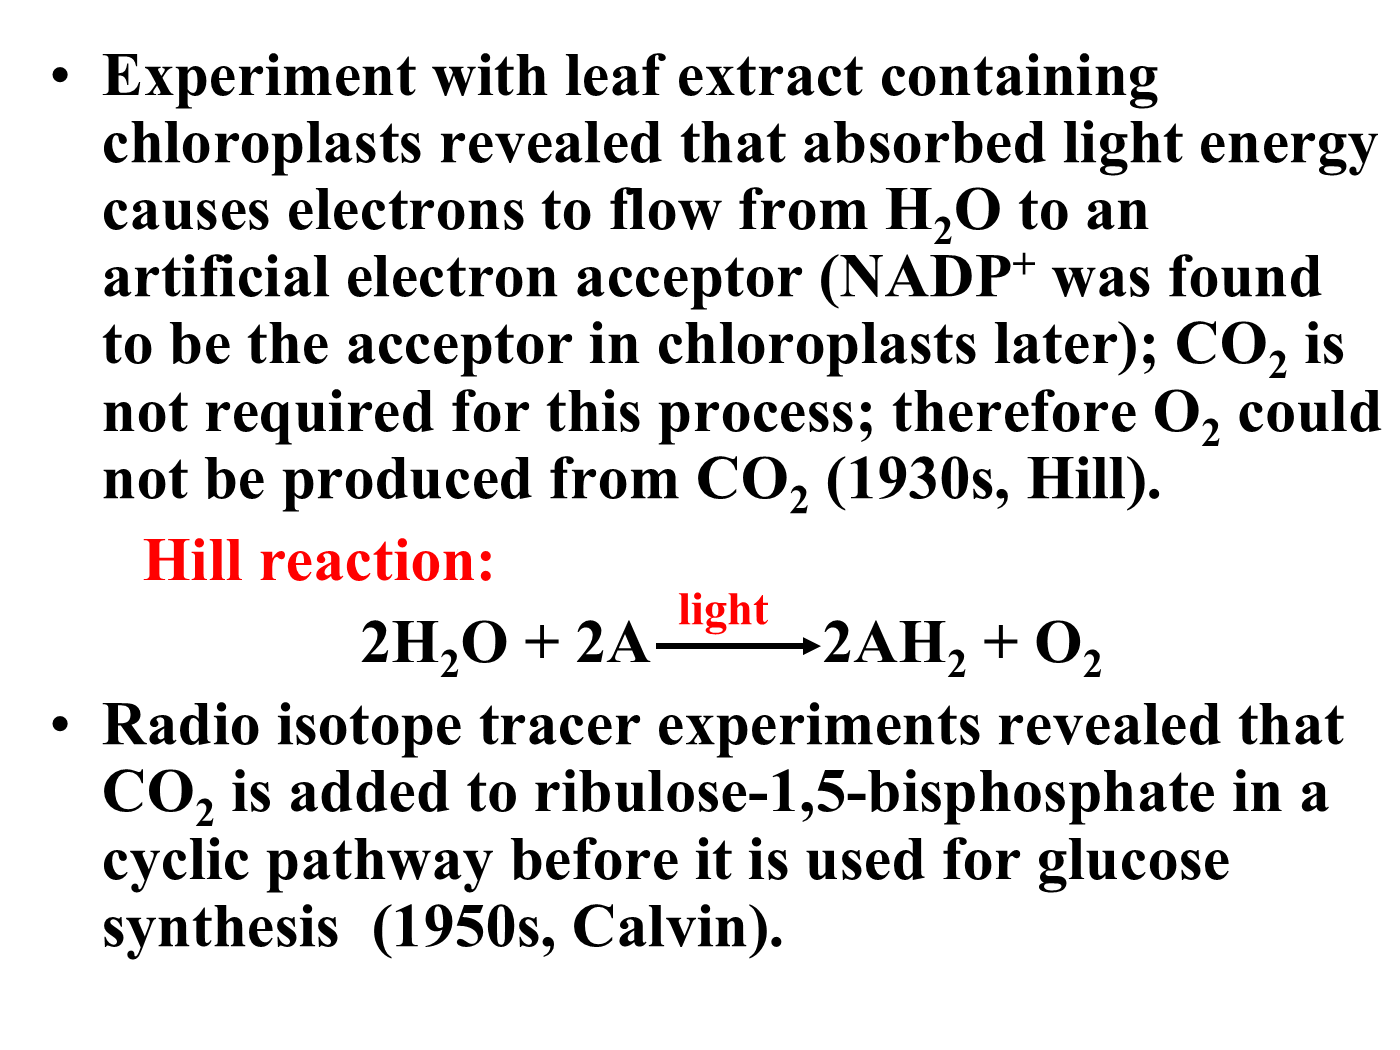 • Experiment with leaf extract containing
chloroplasts revealed that absorbed light energy
causes electrons to flow from H₂O to an
artificial electron acceptor (NADP⁺ was found
to be the acceptor in chloroplasts later); CO₂ is
not required for this process; therefore O₂ could
not be produced from CO₂ (1930s, Hill).
Hill reaction:
light
2H₂O + 2A ⟶ 2AH₂ + O₂
• Radio isotope tracer experiments revealed that
CO₂ is added to ribulose-1,5-bisphosphate in a
cyclic pathway before it is used for glucose
synthesis (1950s, Calvin).